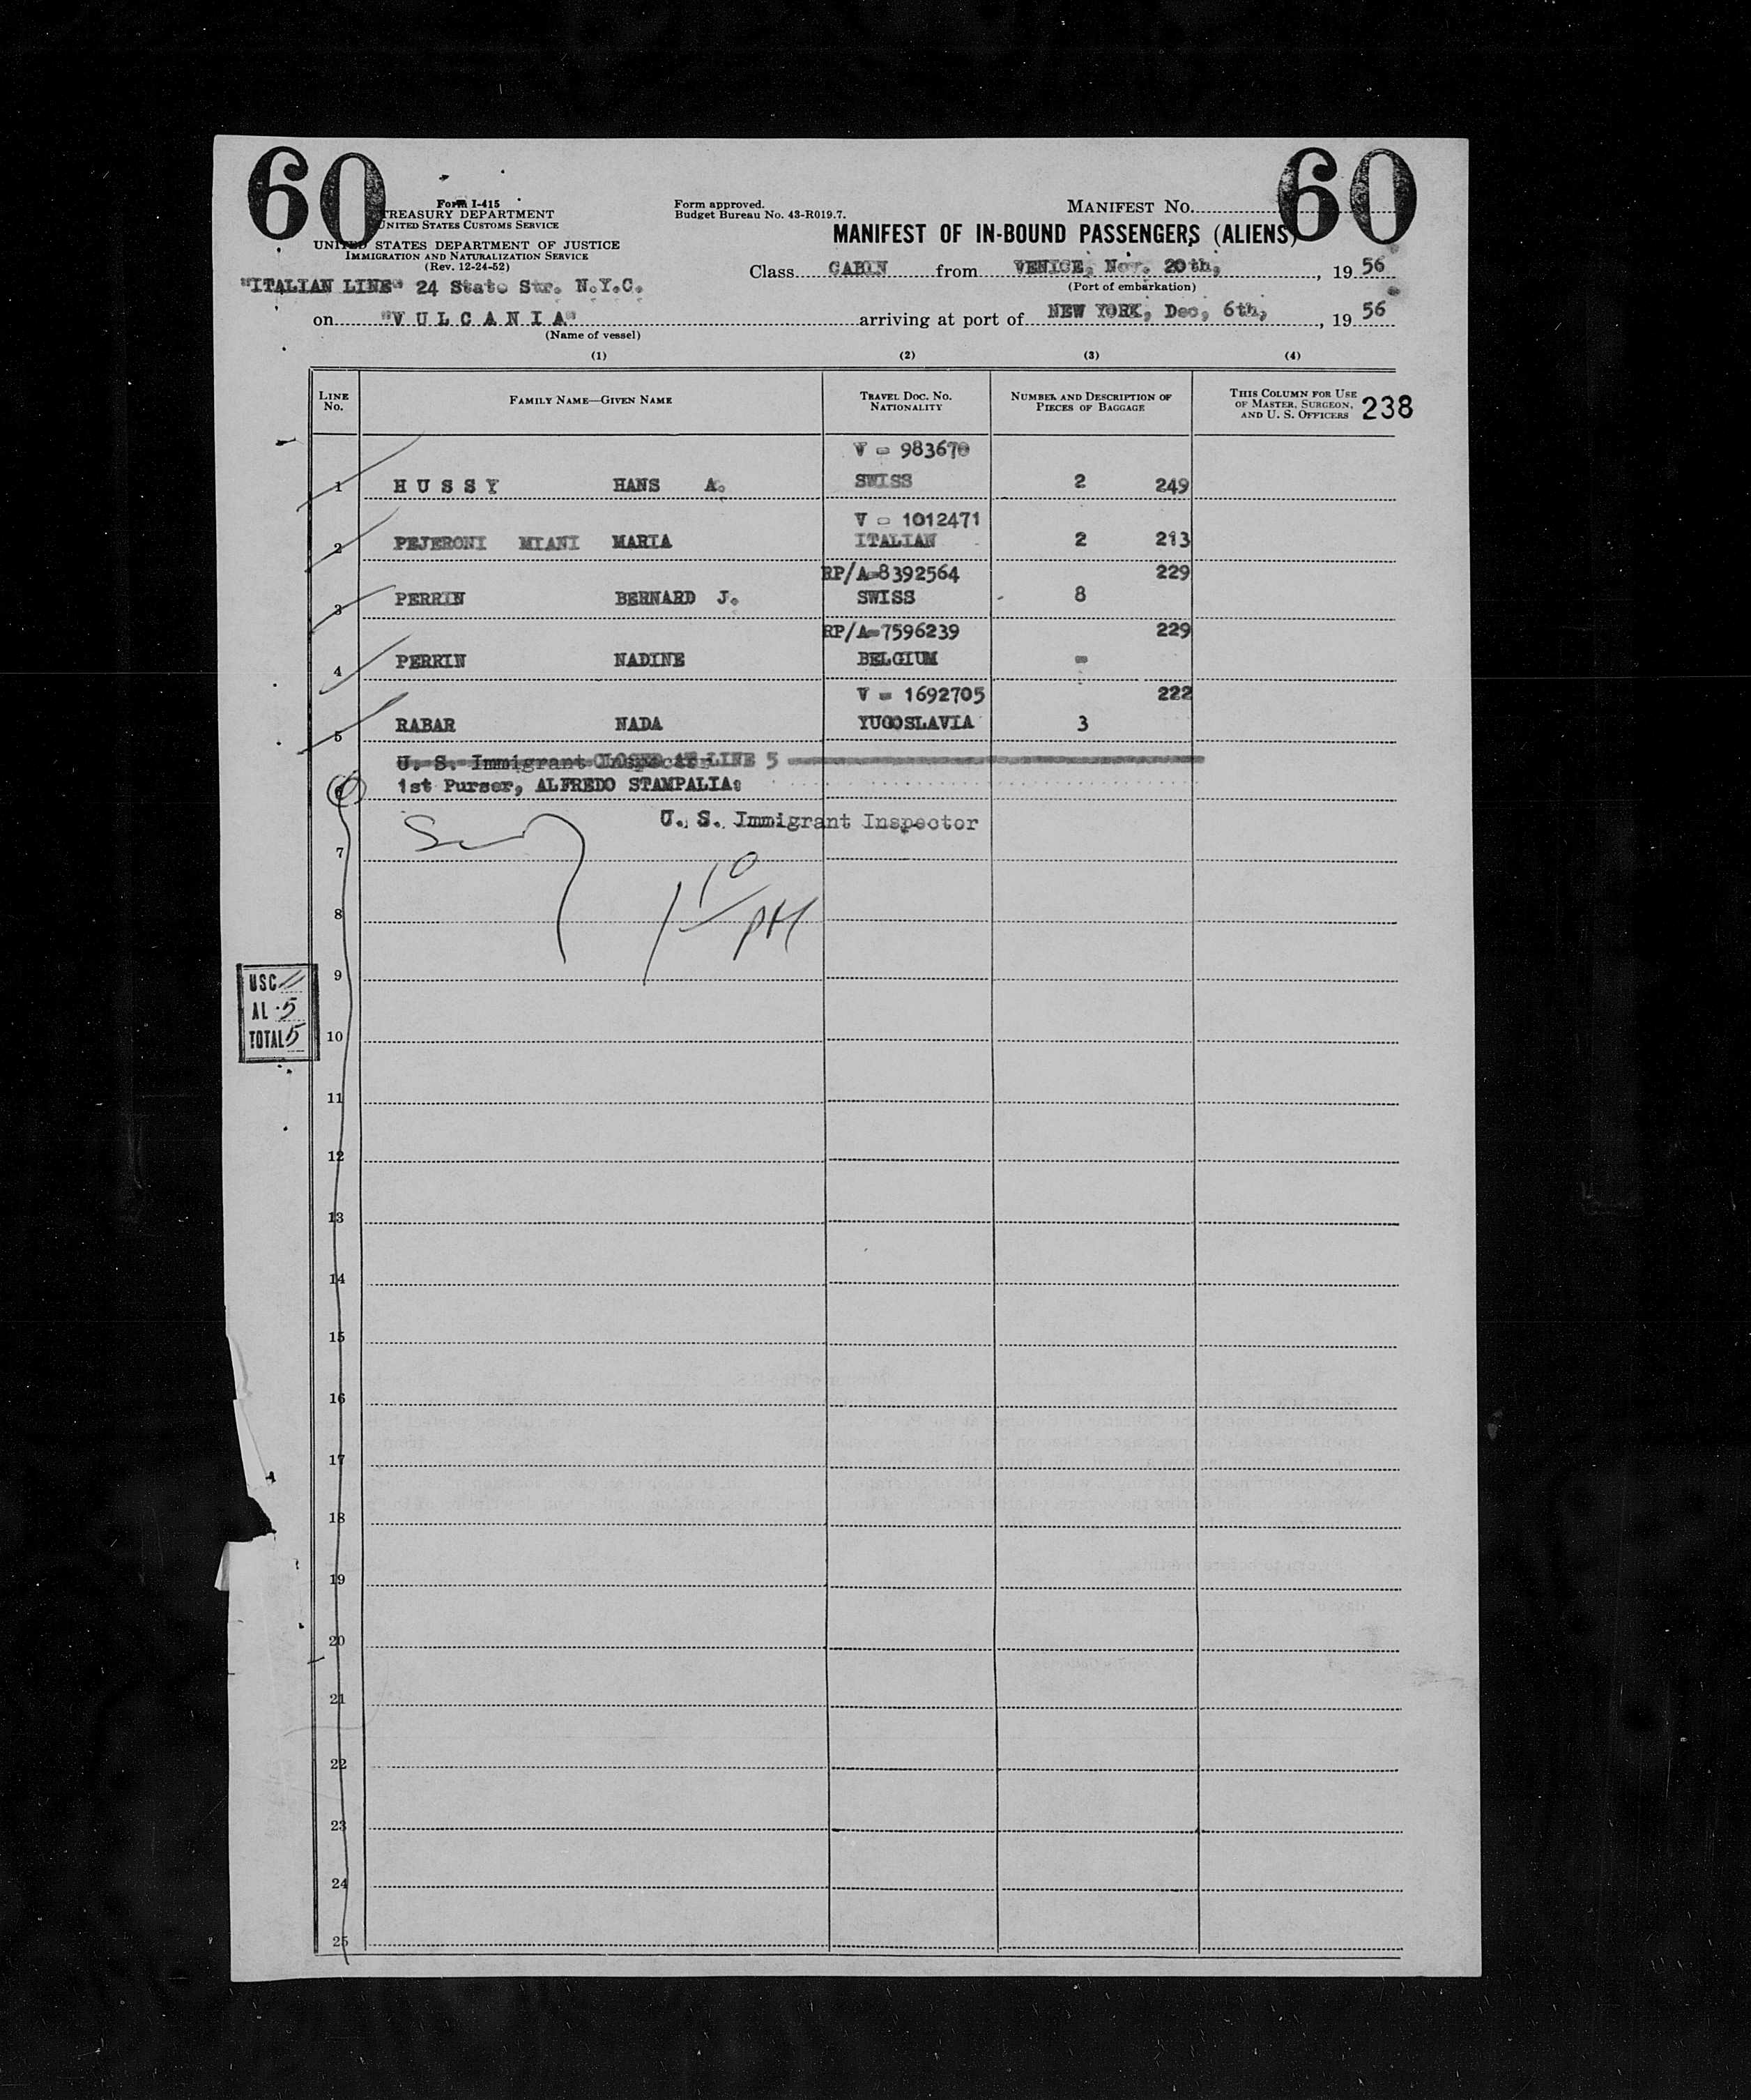 60
60
Form I-415
TREASURY DEPARTMENT
UNITED STATES CUSTOMS SERVICE
UNITED STATES DEPARTMENT OF JUSTICE
IMMIGRATION AND NATURALIZATION SERVICE
(Rev. 12-24-52)
Form approved.
Budget Bureau No. 43-R019.7.
MANIFEST NO.
MANIFEST OF IN-BOUND PASSENGERS (ALIENS)
Class CABIN from VENICE, Nov. 20th, , 19 56
(Port of embarkation)
"ITALIAN LINE" 24 State Str. N.Y.C.
on "VULCANIA" arriving at port of NEW YORK, Dec, 6th, , 19 56
(Name of vessel)
(1) (2) (3) (4)
LINE NO. FAMILY NAME—GIVEN NAME TRAVEL DOC. NO. NATIONALITY NUMBER AND DESCRIPTION OF PIECES OF BAGGAGE THIS COLUMN FOR USE OF MASTER, SURGEON, AND U. S. OFFICERS 238
V - 983670
1 HUSSY HANS A. SWISS 2 249
V - 1012471
2 PEJERONI MIANI MARIA ITALIAN 2 213
RP/A-8392564 229
3 PERRIN BERNARD J. SWISS 8
RP/A-7596239 229
4 PERRIN NADINE BELGIUM -
V - 1692705 222
5 RABAR NADA YUGOSLAVIA 3
U. S. Immigrant CLOSED AT LINE 5
6 1st Purser, ALFREDO STAMPALIA:
U. S. Immigrant Inspector
7
1 10 PM
8
9
USC
AL 5
TOTAL 5
10
11
12
13
14
15
16
17
18
19
20
21
22
23
24
25